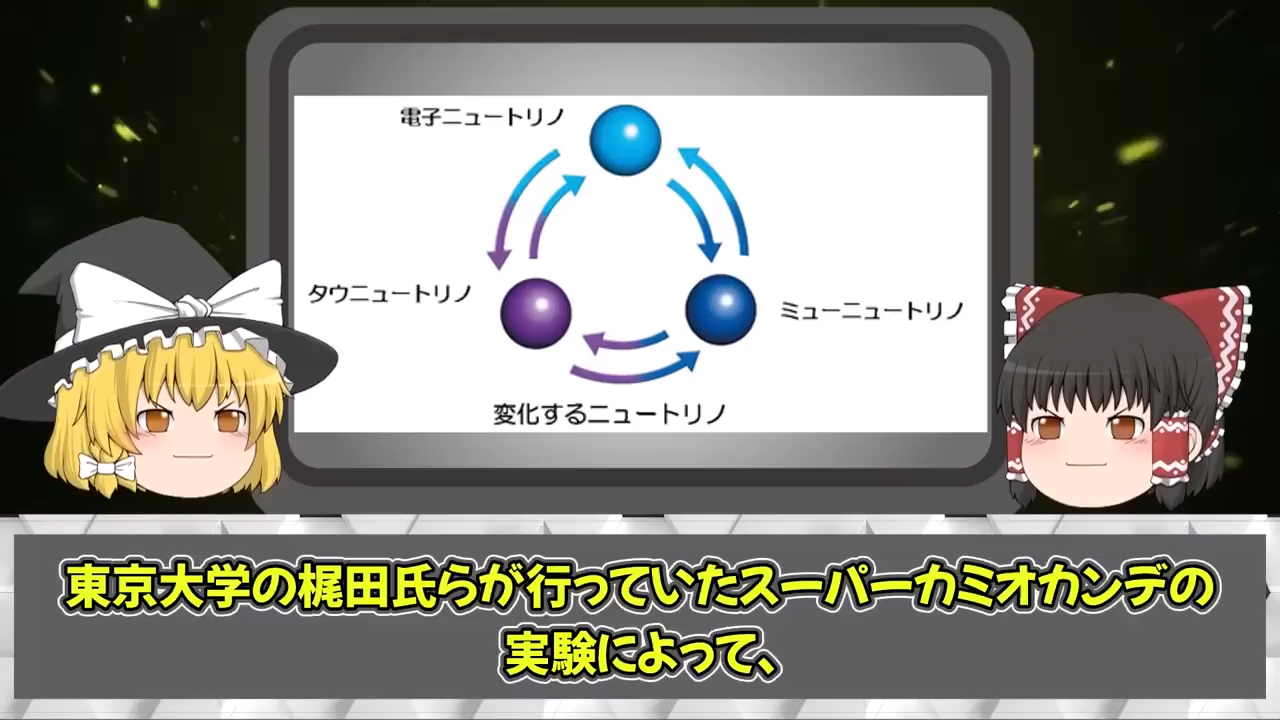 電子ニュートリノ
タウニュートリノ
ミューニュートリノ
変化するニュートリノ
東京大学の梶田氏らが行っていたスーパーカミオカンデの
実験によって、